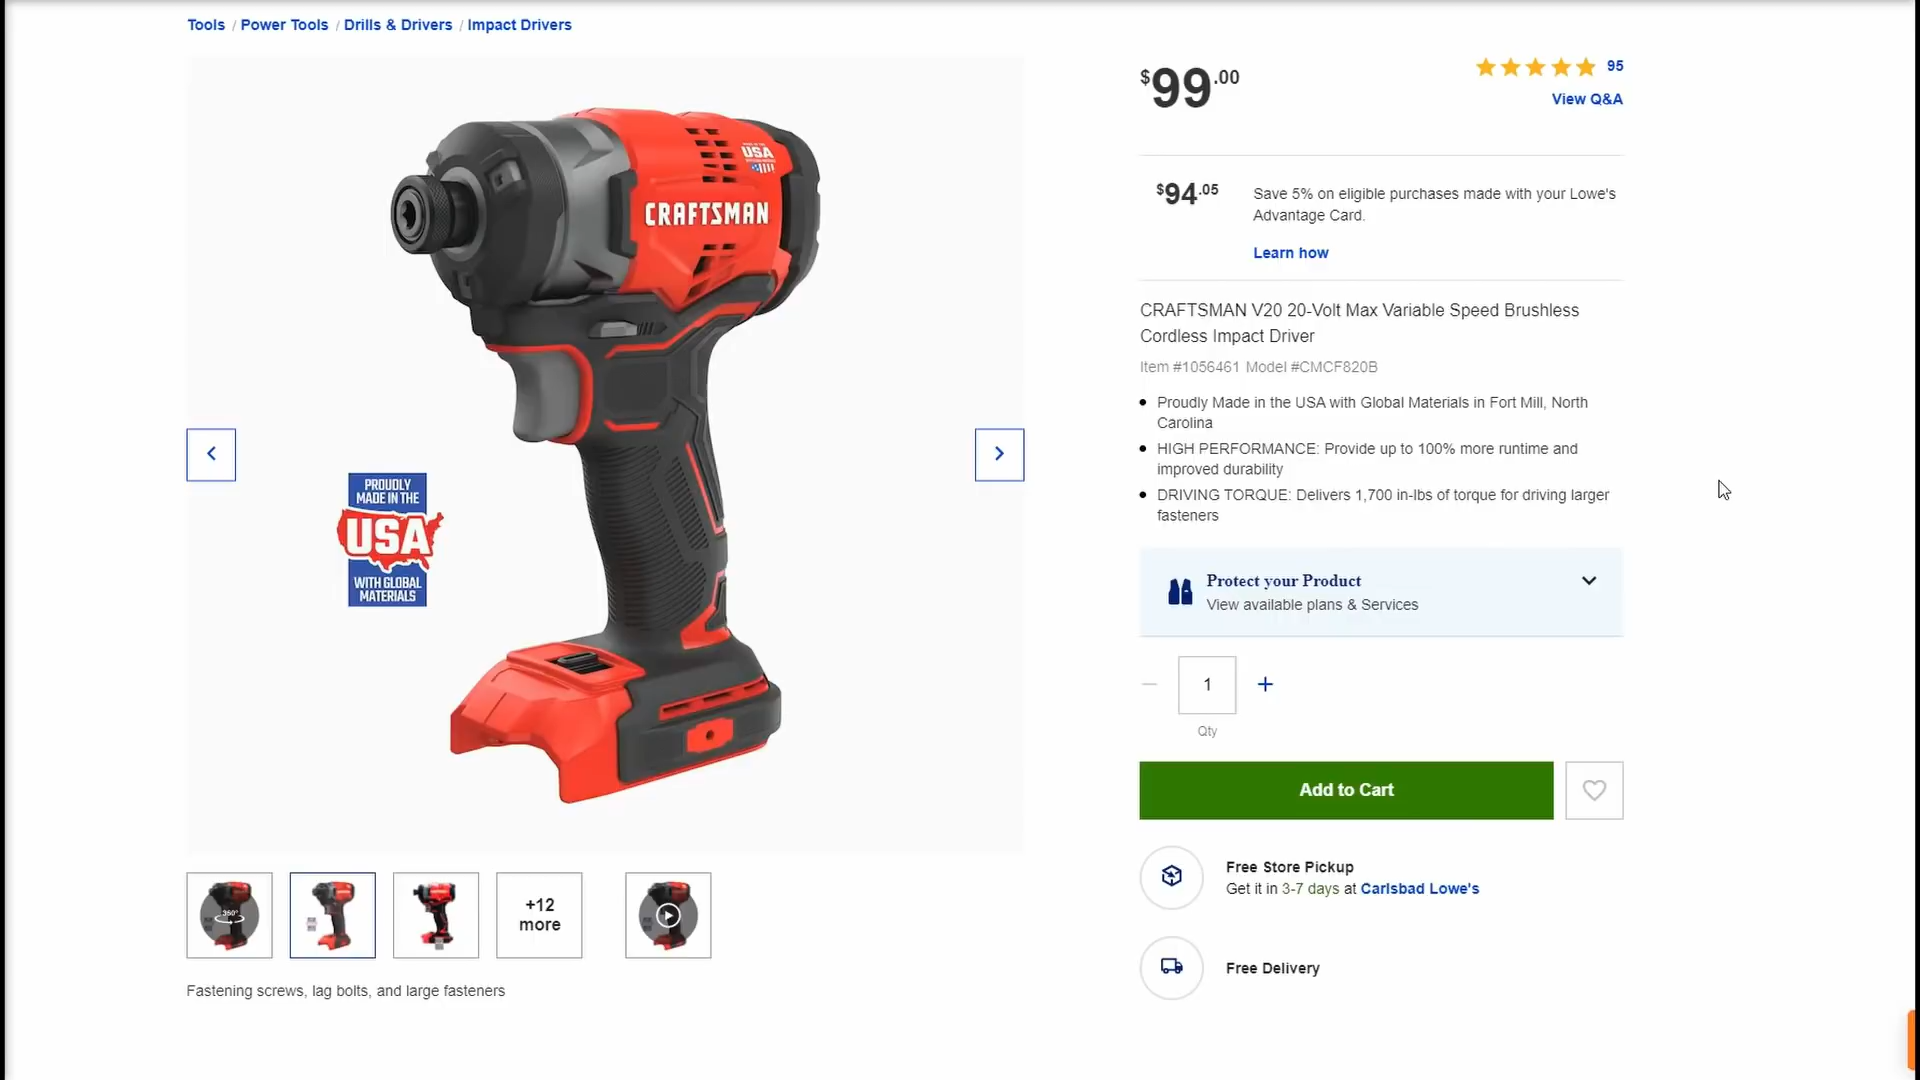 Tools / Power Tools / Drills & Drivers / Impact Drivers
USA
CRAFTSMAN
PROUDLY
MADE IN THE
USA
WITH GLOBAL
MATERIALS
360°
+12
more
Fastening screws, lag bolts, and large fasteners
$99.00
95
View Q&A
$94.05
Save 5% on eligible purchases made with your Lowe's
Advantage Card.
Learn how
CRAFTSMAN V20 20-Volt Max Variable Speed Brushless
Cordless Impact Driver
Item #1056461 Model #CMCF820B
Proudly Made in the USA with Global Materials in Fort Mill, North
Carolina
HIGH PERFORMANCE: Provide up to 100% more runtime and
improved durability
DRIVING TORQUE: Delivers 1,700 in-lbs of torque for driving larger
fasteners
Protect your Product
View available plans & Services
1
Qty
Add to Cart
Free Store Pickup
Get it in 3-7 days at Carlsbad Lowe's
Free Delivery